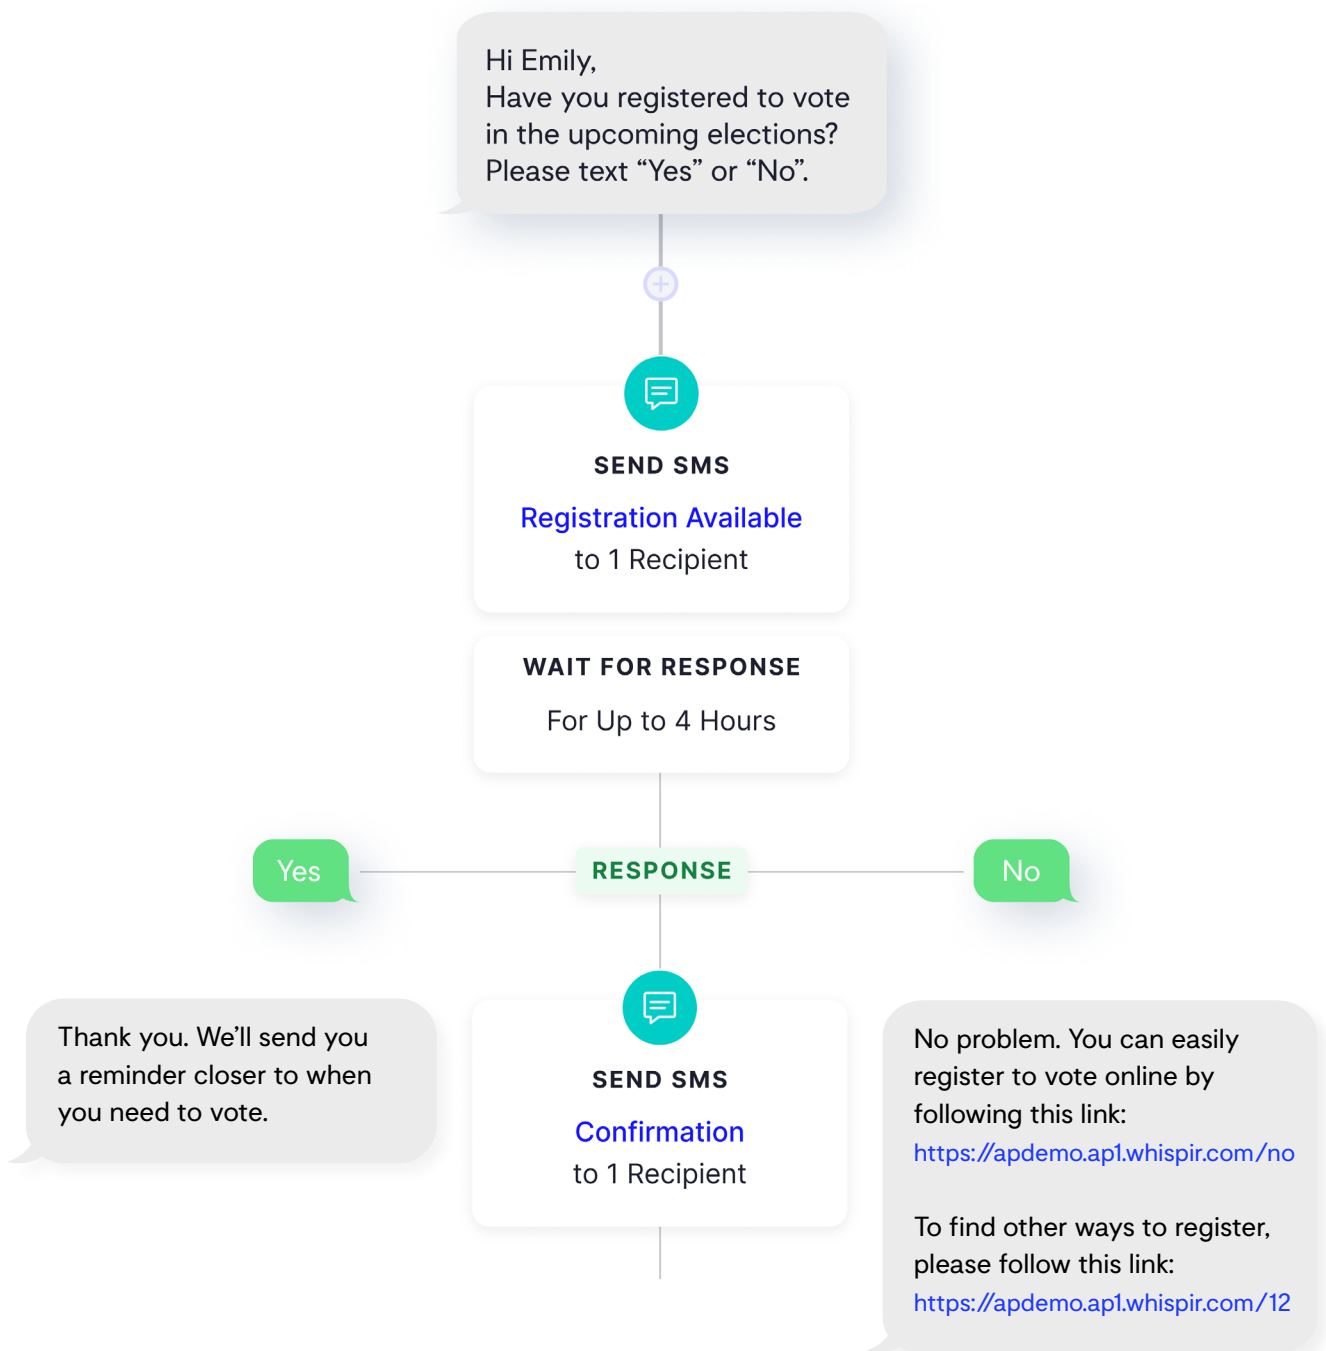 Hi Emily,
Have you registered to vote
in the upcoming elections?
Please text “Yes” or “No”.
SEND SMS
Registration Available
to 1 Recipient
WAIT FOR RESPONSE
For Up to 4 Hours
Yes
RESPONSE
No
Thank you. We’ll send you
a reminder closer to when
you need to vote.
SEND SMS
Confirmation
to 1 Recipient
No problem. You can easily
register to vote online by
following this link:
https://apdemo.ap1.whispir.com/no
To find other ways to register,
please follow this link:
https://apdemo.ap1.whispir.com/12